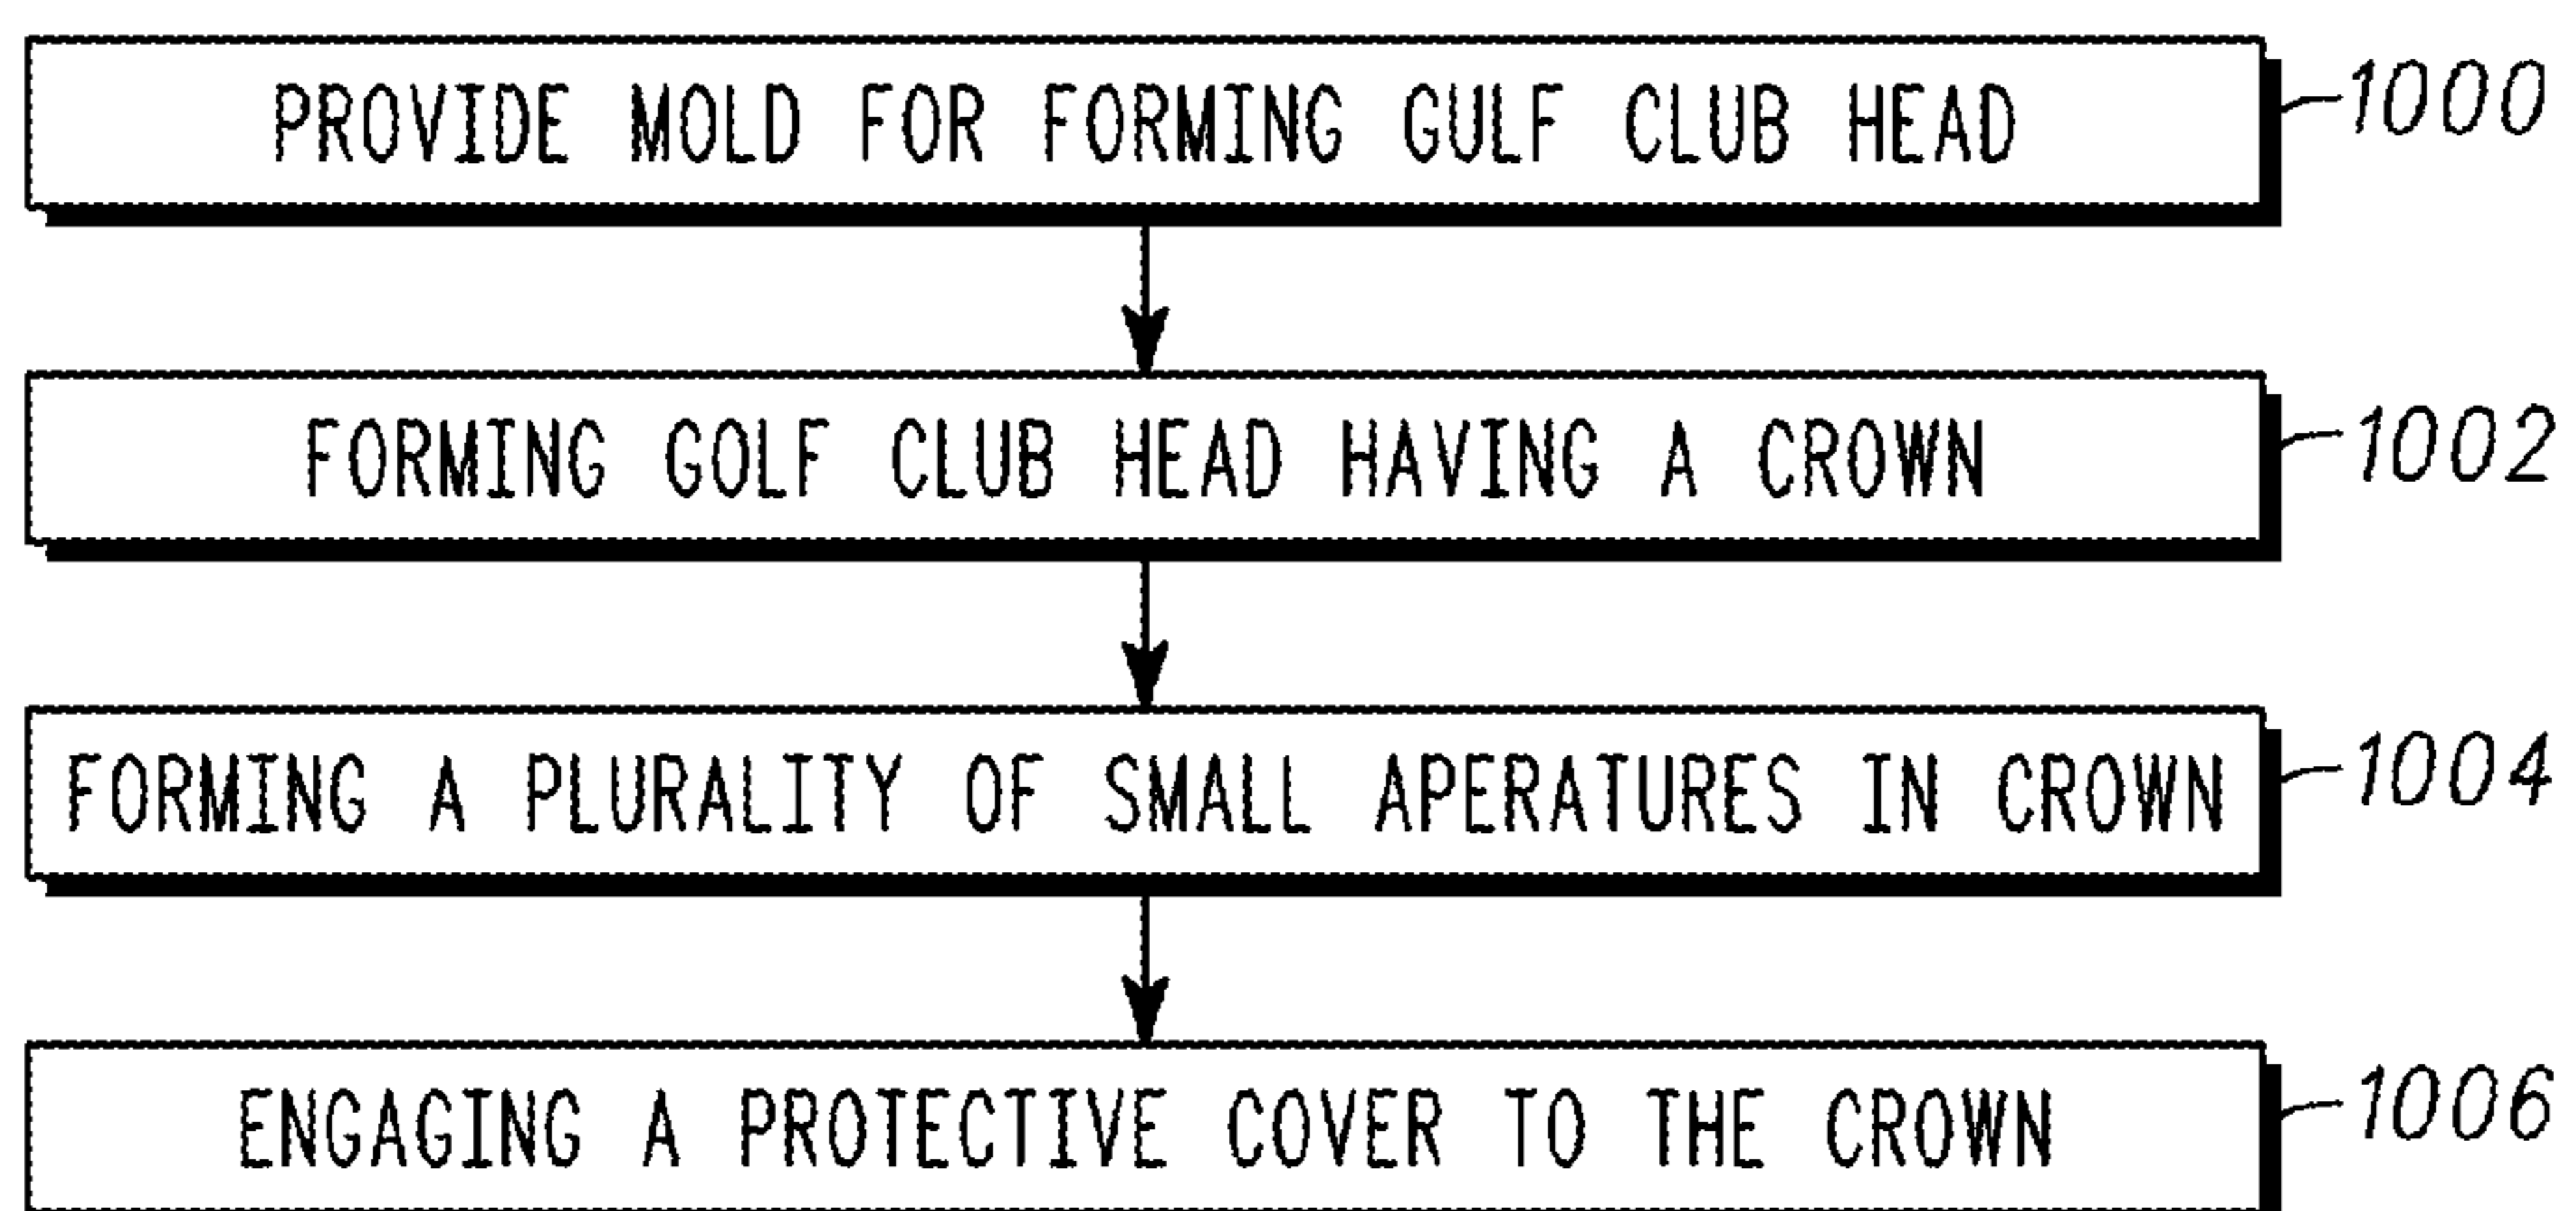 PROVIDE MOLD FOR FORMING GULF CLUB HEAD 1000
FORMING GOLF CLUB HEAD HAVING A CROWN 1002
FORMING A PLURALITY OF SMALL APERATURES IN CROWN 1004
ENGAGING A PROTECTIVE COVER TO THE CROWN 1006